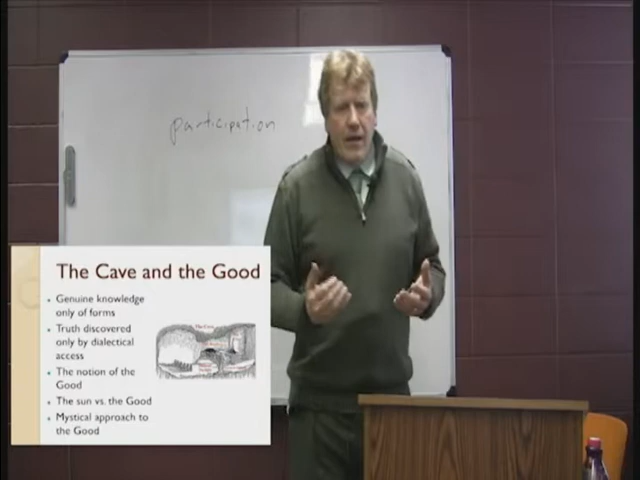 participation
The Cave and the Good
Genuine knowledge
only of forms
Truth discovered
only by dialectical
access
The notion of the
Good
The sun vs. the Good
Mystical approach to
the Good